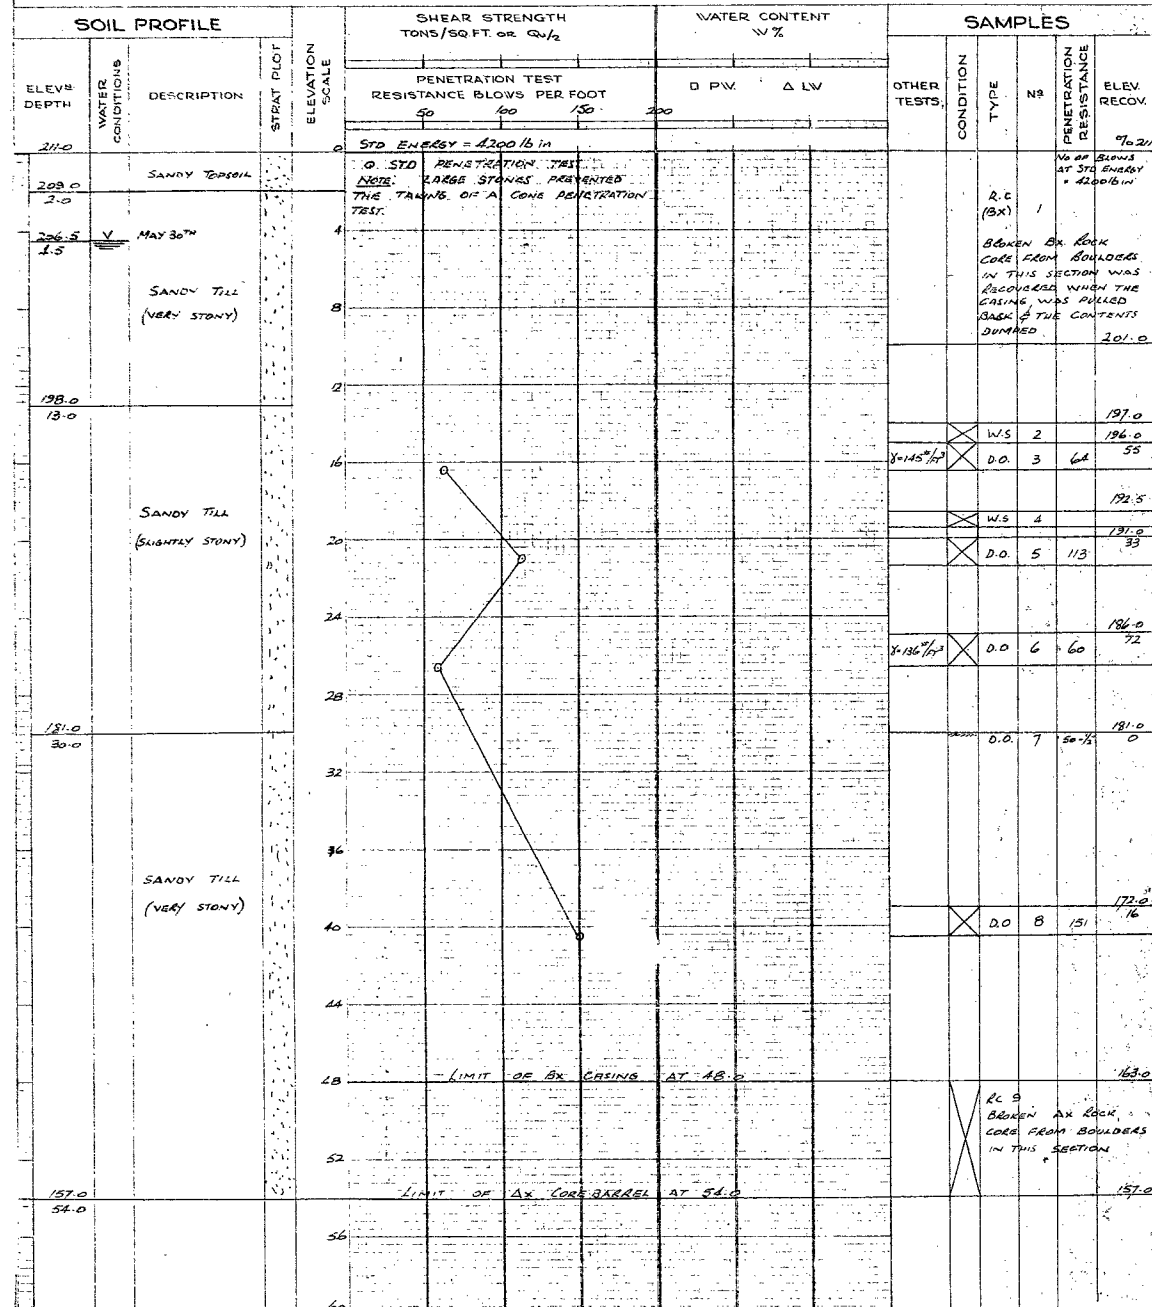 SOIL PROFILE
SHEAR STRENGTH
TONS/SQ.FT. OR Qu/2
WATER CONTENT
W %
SAMPLES
ELEVN
DEPTH
WATER CONDITIONS
DESCRIPTION
STRAT PLOT
ELEVATION SCALE
PENETRATION TEST
RESISTANCE BLOWS PER FOOT
50 100 150 200
□ PW. Δ LW
OTHER TESTS,
CONDITION
TYPE
Nº
PENETRATION RESISTANCE
ELEV.
RECOV.
%
211.0
0
STD ENERGY = 4200 lb in
⊙ STD PENETRATION TEST
NOTE: LARGE STONES PREVENTED
THE TAKING OF A CONE PENETRATION
TEST.
SANDY TOPSOIL
209.0
2.0
No OF BLOWS
AT STD ENERGY
= 4200 lb in
R.C
(BX) 1
206.5
4.5
V
MAY 30TH
4
BROKEN BX ROCK
CORE FROM BOULDERS
IN THIS SECTION WAS
RECOVERED WHEN THE
CASING, WAS PULLED
BACK & THE CONTENTS
DUMPED
201.0
SANDY TILL
(VERY STONY)
8
12
198.0
13.0
197.0
W.S 2 196.0
γ=145#/FT³ D.O. 3 64 55
16
192.5
SANDY TILL
(SLIGHTLY STONY)
W.S 4
191.0
20
D.O. 5 113 33
24
186.0
γ=136#/FT³ D.O 6 60 72
28
181.0
30.0
181.0
D.O. 7 50-½ 0
32
36
SANDY TILL
(VERY STONY)
172.0
D.O 8 151 16
40
44
LIMIT OF BX CASING AT 48.0
48
163.0
RC 9
BROKEN AX ROCK
CORE FROM BOULDERS
IN THIS SECTION
52
LIMIT OF AX CORE BARREL AT 54.0
157.0
54.0
157.0
56
60